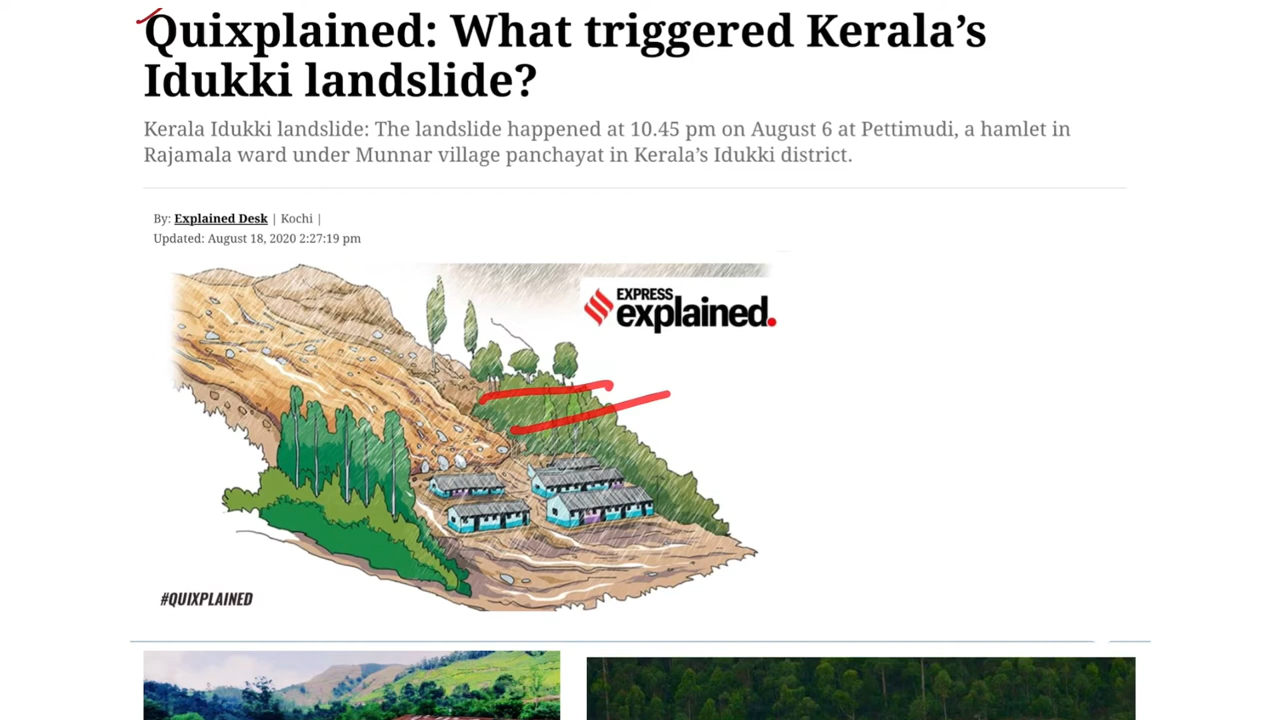 Quixplained: What triggered Kerala’s
Idukki landslide?
Kerala Idukki landslide: The landslide happened at 10.45 pm on August 6 at Pettimudi, a hamlet in
Rajamala ward under Munnar village panchayat in Kerala’s Idukki district.
By: Explained Desk | Kochi |
Updated: August 18, 2020 2:27:19 pm
EXPRESS
explained.
#QUIXPLAINED